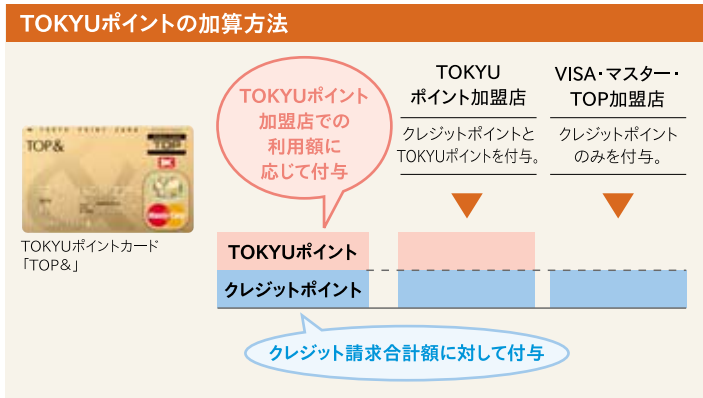 TOKYUポイントの加算方法
TOKYUポイント
加盟店での
利用額に
応じて付与
TOKYU
ポイント加盟店
クレジットポイントと
TOKYUポイントを付与。
VISA・マスター・
TOP加盟店
クレジットポイント
のみを付与。
TOKYU POINT CARD
TOP&
TOP
MasterCard
TOKYUポイントカード
「TOP&」
TOKYUポイント
クレジットポイント
クレジット請求合計額に対して付与